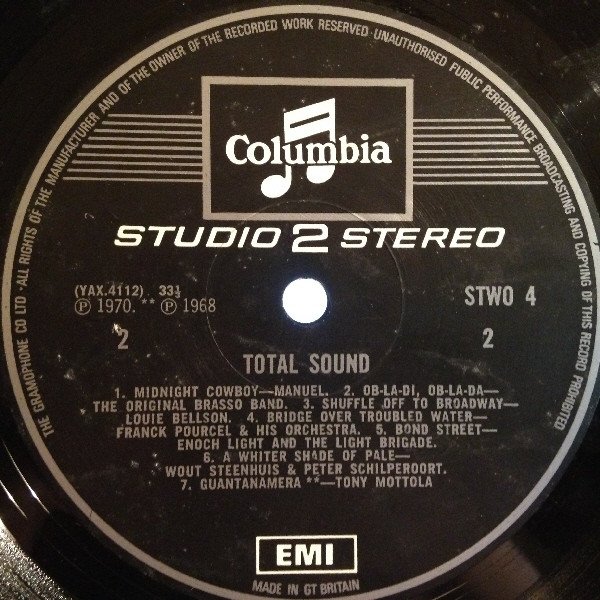 THE GRAMOPHONE CO LTD · ALL RIGHTS OF THE MANUFACTURER AND OF THE OWNER OF THE RECORDED WORK RESERVED · UNAUTHORISED PUBLIC PERFORMANCE BROADCASTING AND COPYING OF THIS RECORD PROHIBITED
Columbia
STUDIO 2 STEREO
(YAX.4112) 33⅓
Ⓟ 1970. ** Ⓟ 1968
STWO 4
2
2
TOTAL SOUND
1. MIDNIGHT COWBOY—MANUEL. 2. OB-LA-DI, OB-LA-DA—
THE ORIGINAL BRASSO BAND. 3. SHUFFLE OFF TO BROADWAY—
LOUIE BELLSON. 4. BRIDGE OVER TROUBLED WATER—
FRANCK POURCEL & HIS ORCHESTRA. 5. BOND STREET—
ENOCH LIGHT AND THE LIGHT BRIGADE.
6. A WHITER SHADE OF PALE—
WOUT STEENHUIS & PETER SCHILPEROORT.
7. GUANTANAMERA **—TONY MOTTOLA
EMI
MADE IN GT BRITAIN